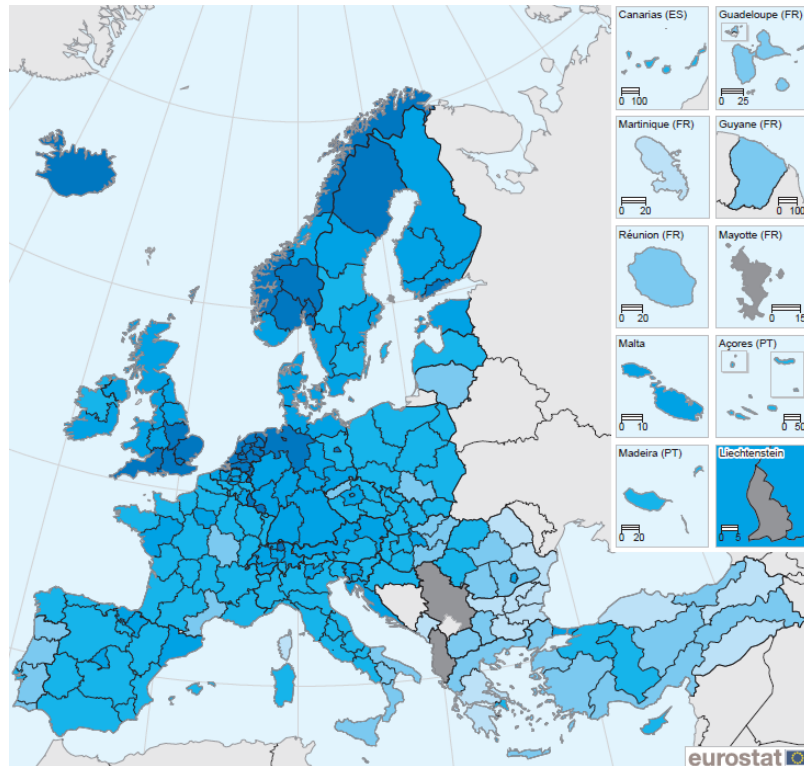 Canarias (ES)
0 100
Guadeloupe (FR)
0 25
Martinique (FR)
0 20
Guyane (FR)
0 100
Réunion (FR)
0 20
Mayotte (FR)
0 15
Malta
0 10
Açores (PT)
0 50
Madeira (PT)
0 20
Liechtenstein
0 5
eurostat